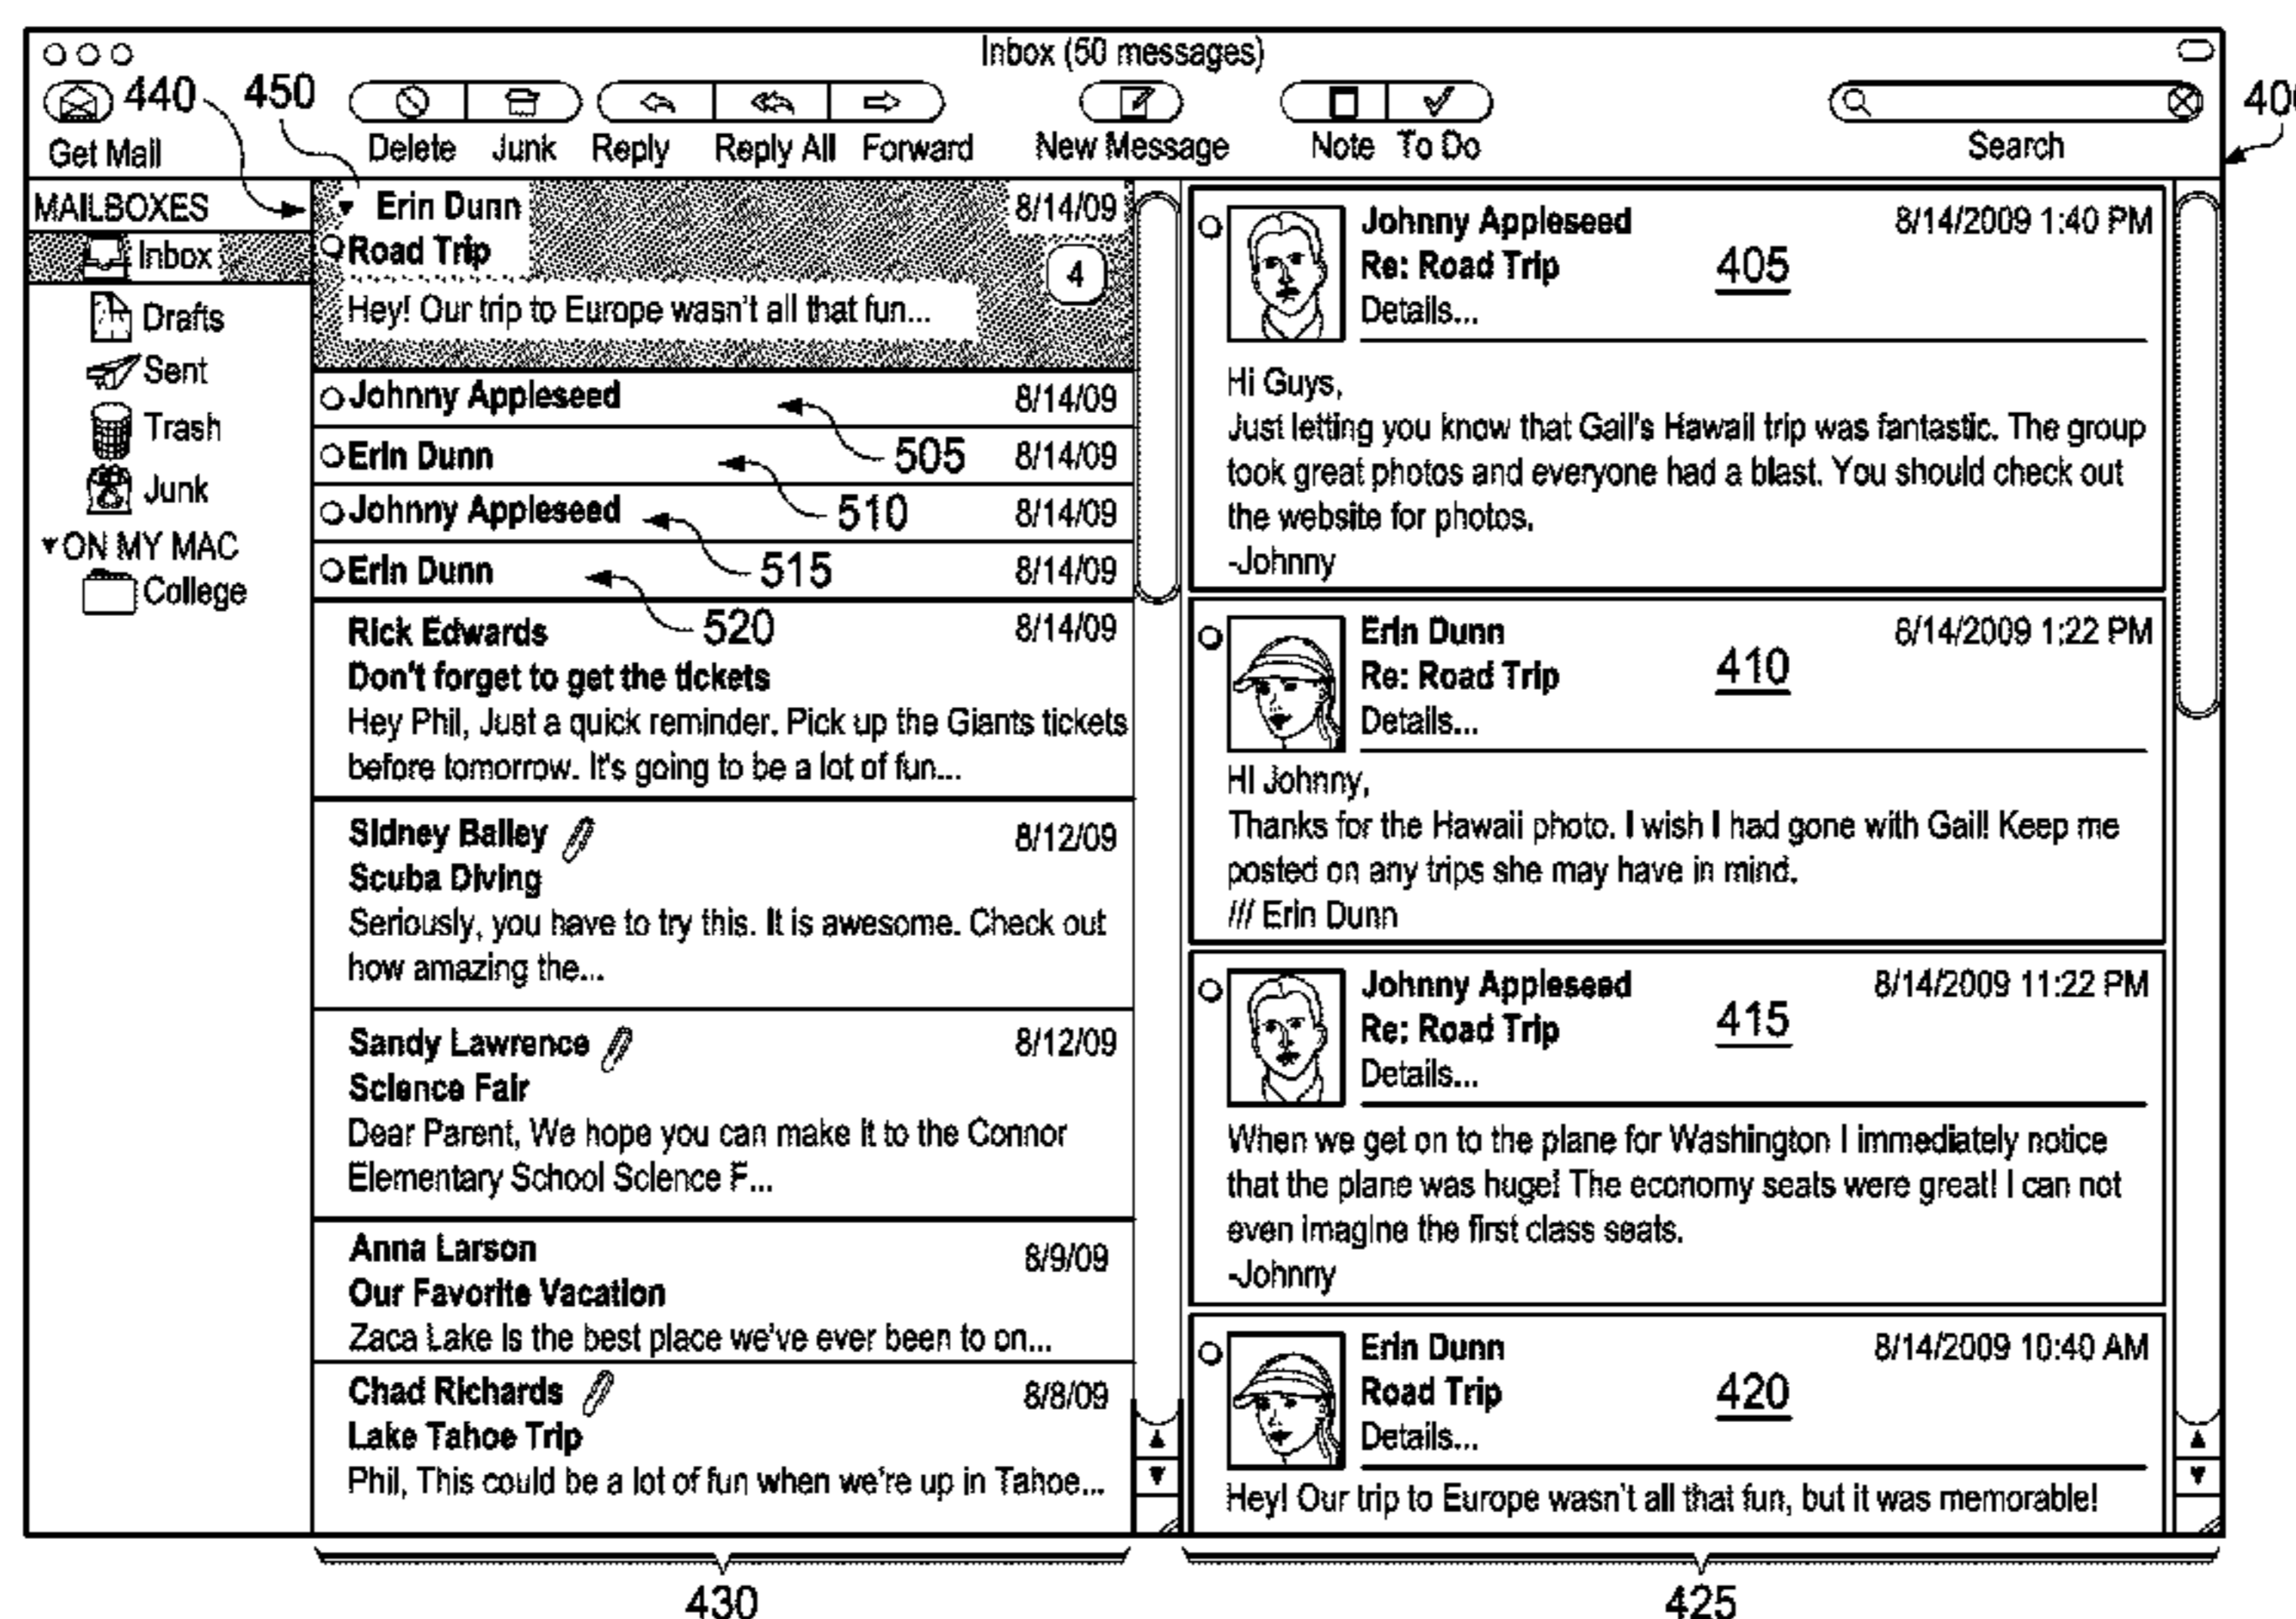 Inbox (50 messages)
440
450
Get Mail
Delete
Junk
Reply
Reply All
Forward
New Message
Note
To Do
Search
MAILBOXES
Inbox
Drafts
Sent
Trash
Junk
ON MY MAC
College
Erin Dunn 8/14/09
Road Trip
4
Hey! Our trip to Europe wasn't all that fun...
Johnny Appleseed 8/14/09
505
Erin Dunn 8/14/09
510
Johnny Appleseed 8/14/09
515
Erin Dunn 8/14/09
520
Rick Edwards 8/14/09
Don't forget to get the tickets
Hey Phil, Just a quick reminder. Pick up the Giants tickets
before tomorrow. It's going to be a lot of fun...
Sidney Bailey 8/12/09
Scuba Diving
Seriously, you have to try this. It is awesome. Check out
how amazing the...
Sandy Lawrence 8/12/09
Science Fair
Dear Parent, We hope you can make it to the Connor
Elementary School Science F...
Anna Larson 8/9/09
Our Favorite Vacation
Zaca Lake is the best place we've ever been to on...
Chad Richards 8/8/09
Lake Tahoe Trip
Phil, This could be a lot of fun when we're up in Tahoe...
Johnny Appleseed 8/14/2009 1:40 PM
Re: Road Trip 405
Details...
Hi Guys,
Just letting you know that Gail's Hawaii trip was fantastic. The group
took great photos and everyone had a blast. You should check out
the website for photos.
-Johnny
Erin Dunn 8/14/2009 1:22 PM
Re: Road Trip 410
Details...
Hi Johnny,
Thanks for the Hawaii photo. I wish I had gone with Gail! Keep me
posted on any trips she may have in mind.
/// Erin Dunn
Johnny Appleseed 8/14/2009 11:22 PM
Re: Road Trip 415
Details...
When we get on to the plane for Washington I immediately notice
that the plane was huge! The economy seats were great! I can not
even imagine the first class seats.
-Johnny
Erin Dunn 8/14/2009 10:40 AM
Road Trip 420
Details...
Hey! Our trip to Europe wasn't all that fun, but it was memorable!
430
425